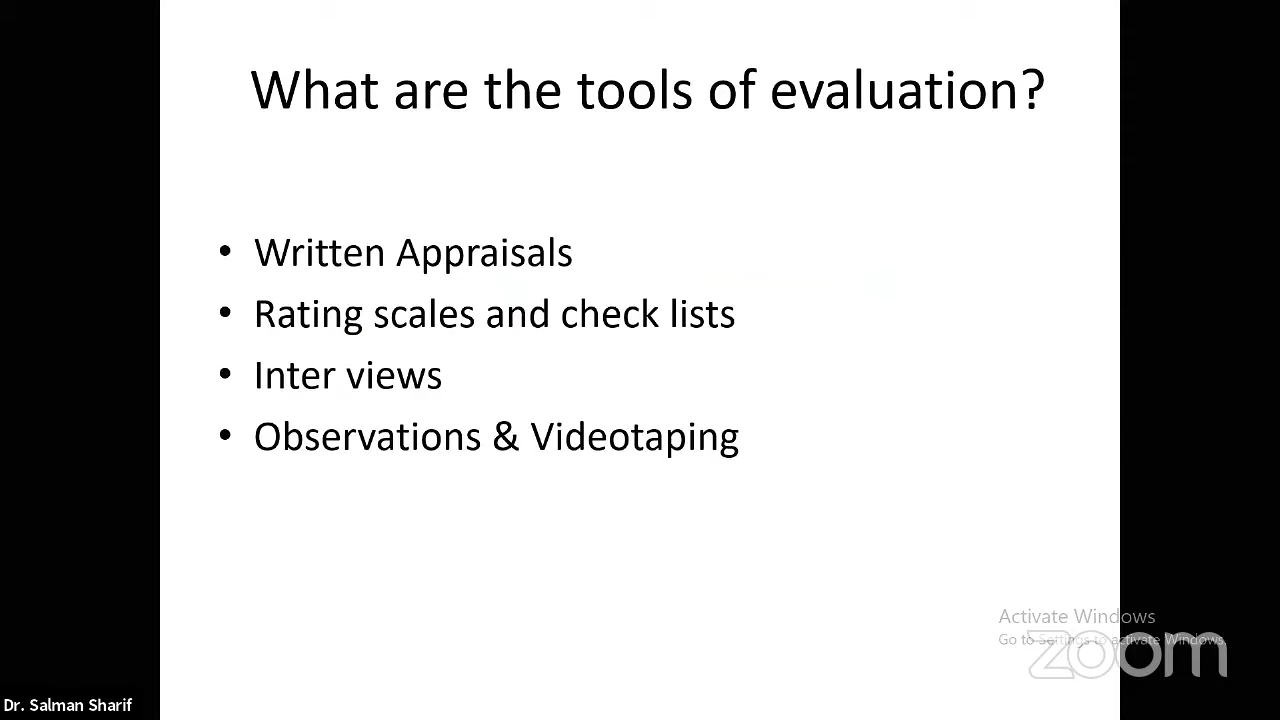 What are the tools of evaluation?
• Written Appraisals
• Rating scales and check lists
• Inter views
• Observations & Videotaping
Activate Windows
Go to Settings to activate Windows.
zoom
Dr. Salman Sharif